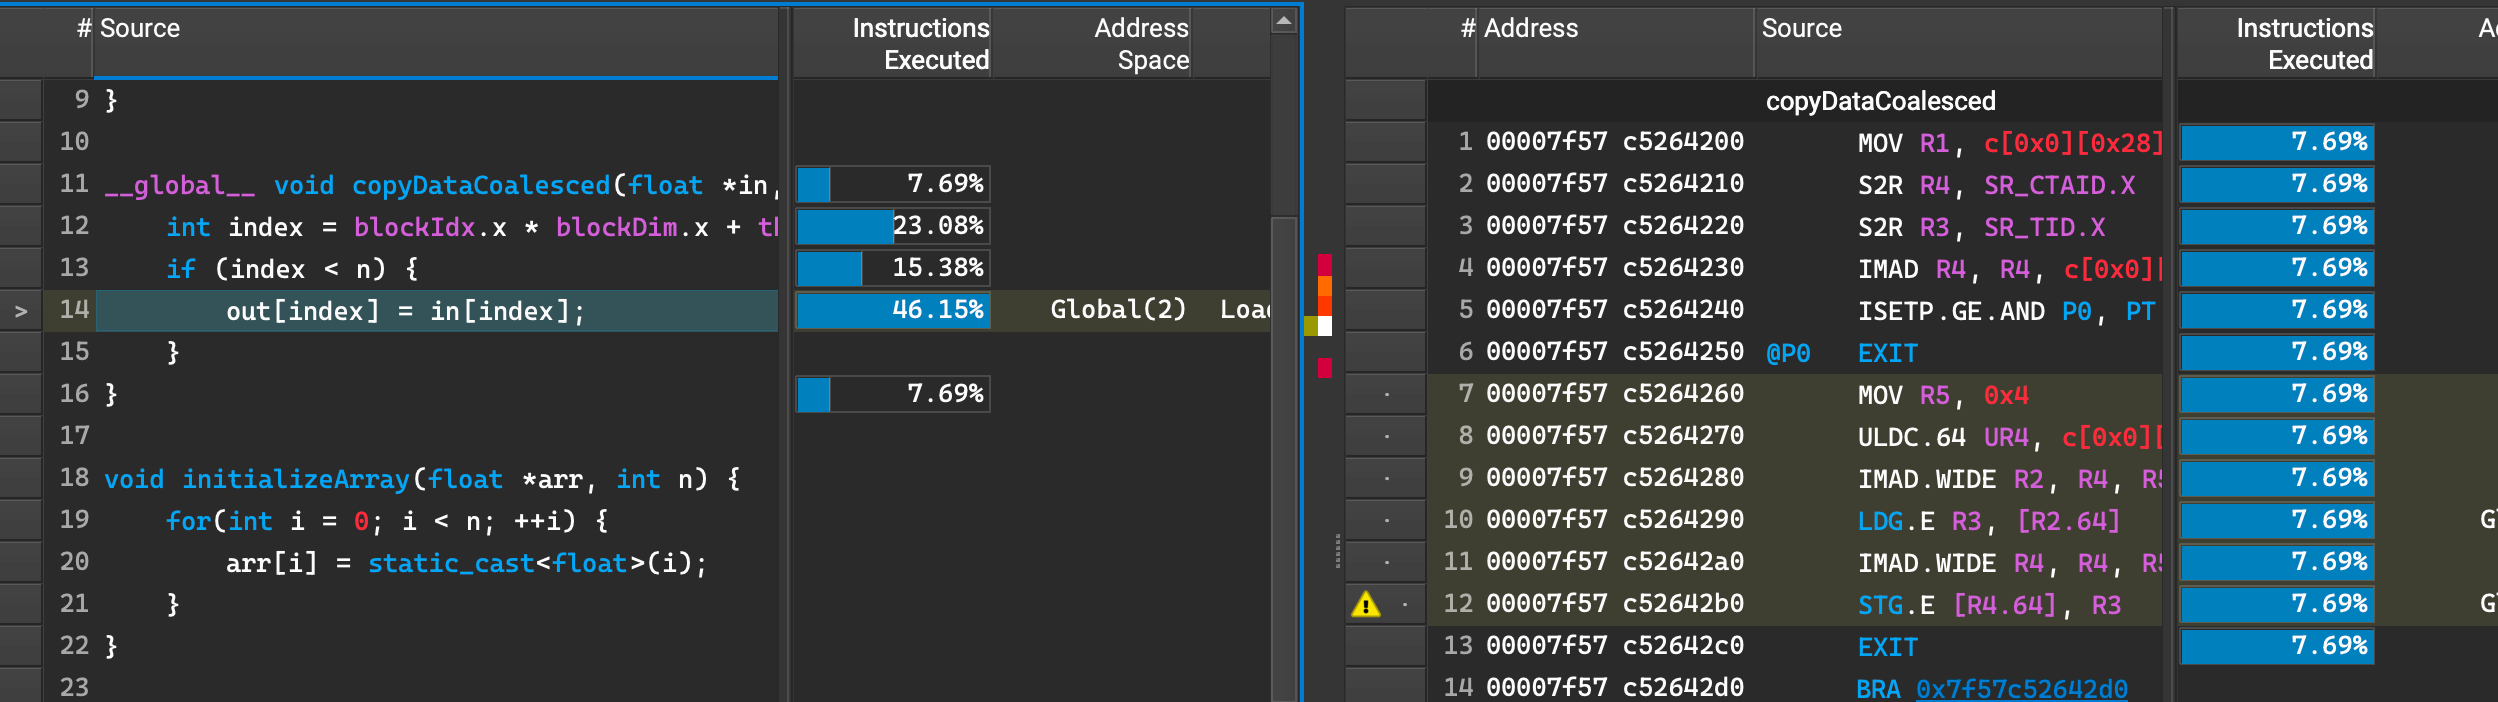 # Source Instructions Executed Address Space
9 }
10
11 __global__ void copyDataCoalesced(float *in, 7.69%
12 int index = blockIdx.x * blockDim.x + 23.08%
13 if (index < n) { 15.38%
> 14 out[index] = in[index]; 46.15% Global(2)
15 }
16 } 7.69%
17
18 void initializeArray(float *arr, int n) {
19 for(int i = 0; i < n; ++i) {
20 arr[i] = static_cast<float>(i);
21 }
22 }
23
# Address Source Instructions Executed
copyDataCoalesced
1 00007f57 c5264200 MOV R1, c[0x0][0x28] 7.69%
2 00007f57 c5264210 S2R R4, SR_CTAID.X 7.69%
3 00007f57 c5264220 S2R R3, SR_TID.X 7.69%
4 00007f57 c5264230 IMAD R4, R4, c[0x0][ 7.69%
5 00007f57 c5264240 ISETP.GE.AND P0, PT 7.69%
6 00007f57 c5264250 @P0 EXIT 7.69%
7 00007f57 c5264260 MOV R5, 0x4 7.69%
8 00007f57 c5264270 ULDC.64 UR4, c[0x0][ 7.69%
9 00007f57 c5264280 IMAD.WIDE R2, R4, R5 7.69%
10 00007f57 c5264290 LDG.E R3, [R2.64] 7.69%
11 00007f57 c52642a0 IMAD.WIDE R4, R4, R5 7.69%
12 00007f57 c52642b0 STG.E [R4.64], R3 7.69%
13 00007f57 c52642c0 EXIT 7.69%
14 00007f57 c52642d0 BRA 0x7f57c52642d0